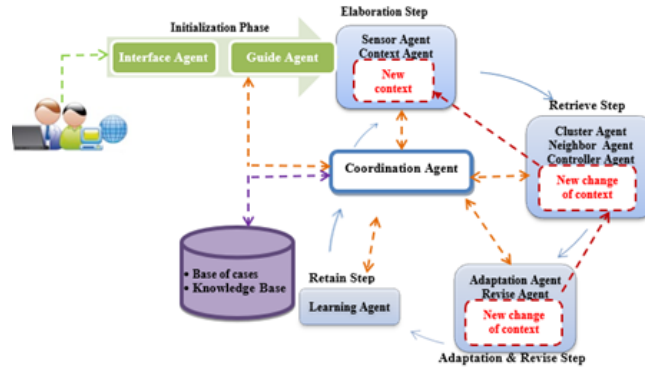 Initialization Phase
Interface Agent
Guide Agent
Elaboration Step
Sensor Agent
Context Agent
New
context
Retrieve Step
Cluster Agent
Neighbor Agent
Controller Agent
New change
of context
Coordination Agent
• Base of cases
• Knowledge Base
Retain Step
Learning Agent
Adaptation Agent
Revise Agent
New change
of context
Adaptation & Revise Step